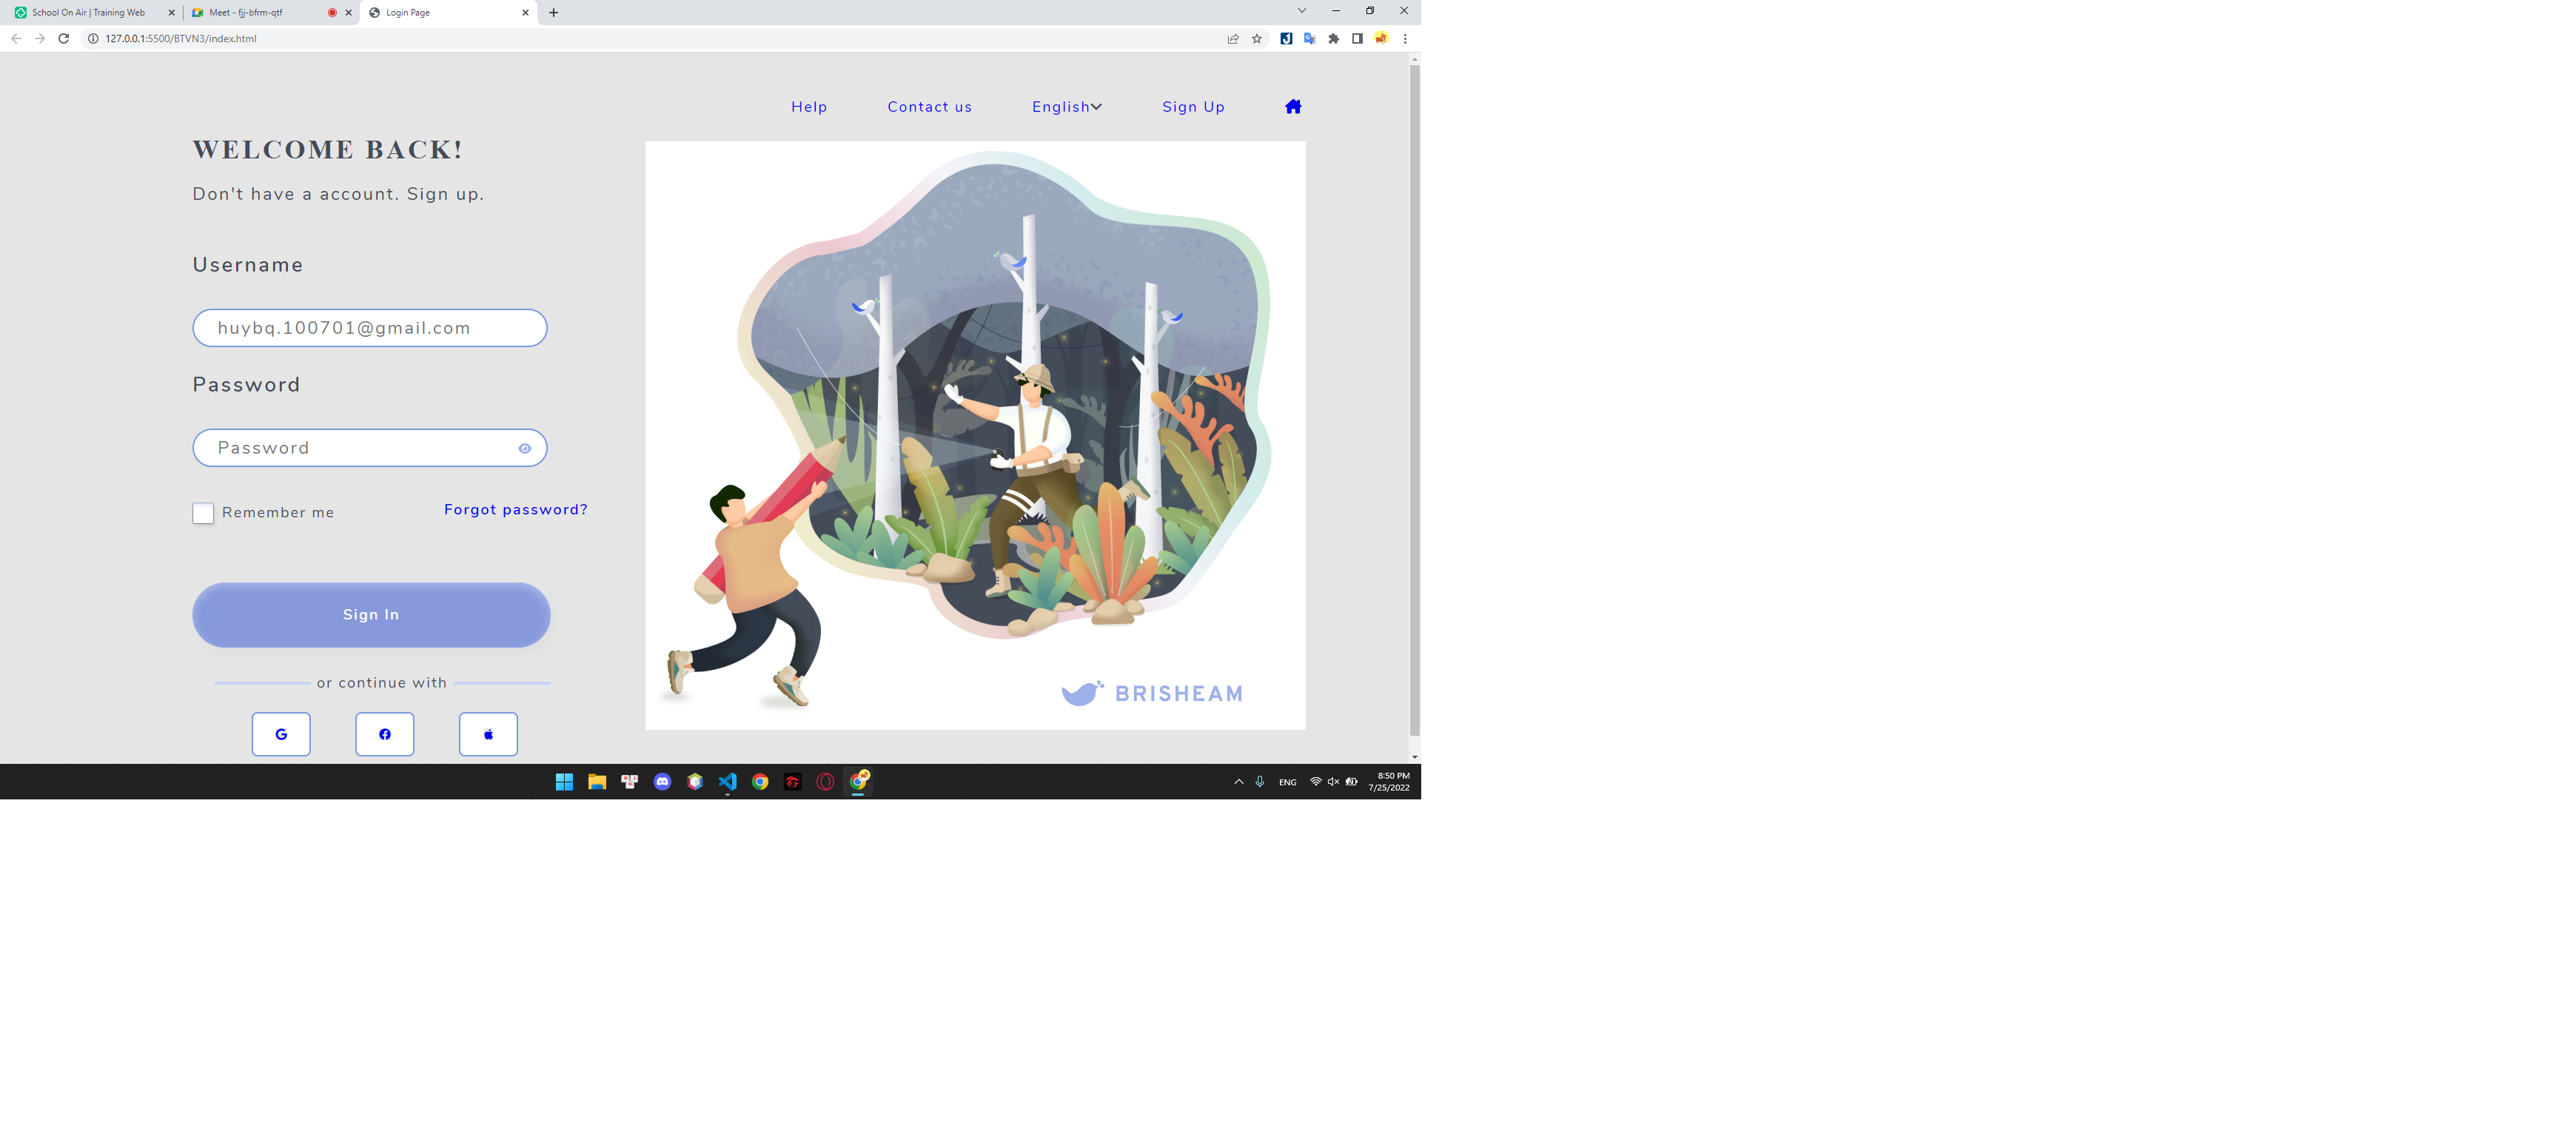 School On Air | Training Web
Meet - fjj-bfrm-qtf
Login Page
127.0.0.1:5500/BTVN3/index.html
Help
Contact us
English
Sign Up
WELCOME BACK!
Don't have a account. Sign up.
Username
huybq.100701@gmail.com
Password
Password
Remember me
Forgot password?
Sign In
or continue with
BRISHEAM
ENG
8:50 PM
7/25/2022